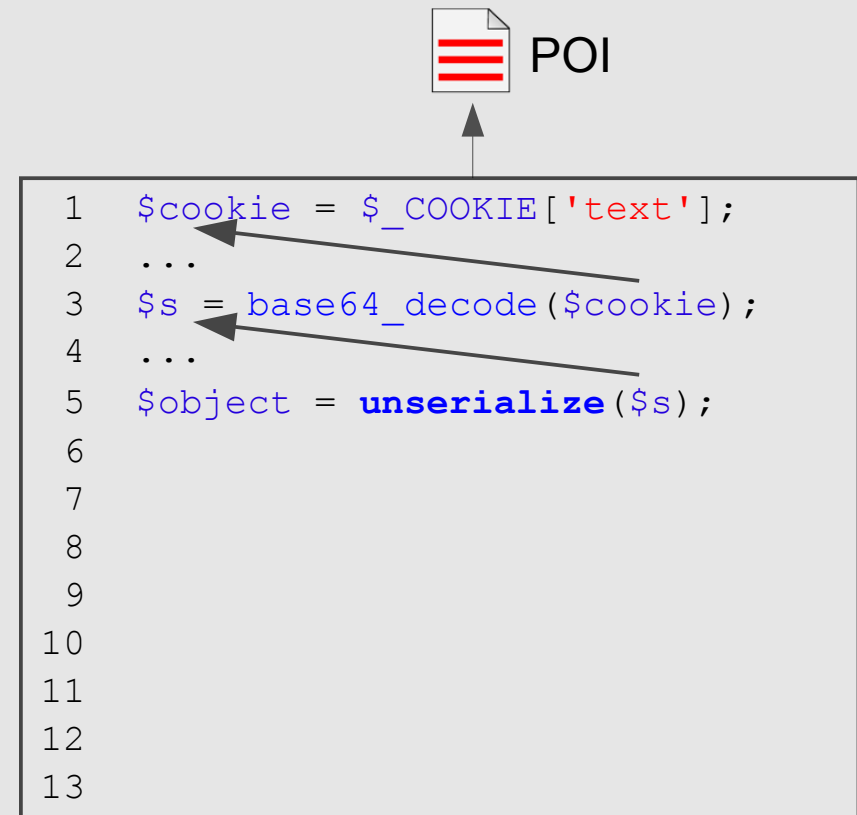 POI
1 $cookie = $_COOKIE['text'];
2 ...
3 $s = base64_decode($cookie);
4 ...
5 $object = unserialize($s);
6
7
8
9
10
11
12
13